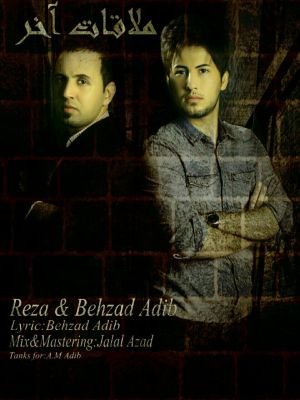 ملاقات آخر
Reza & Behzad Adib
Lyric:Behzad Adib
Mix&Mastering:Jalal Azad
Tanks for:A.M Adib